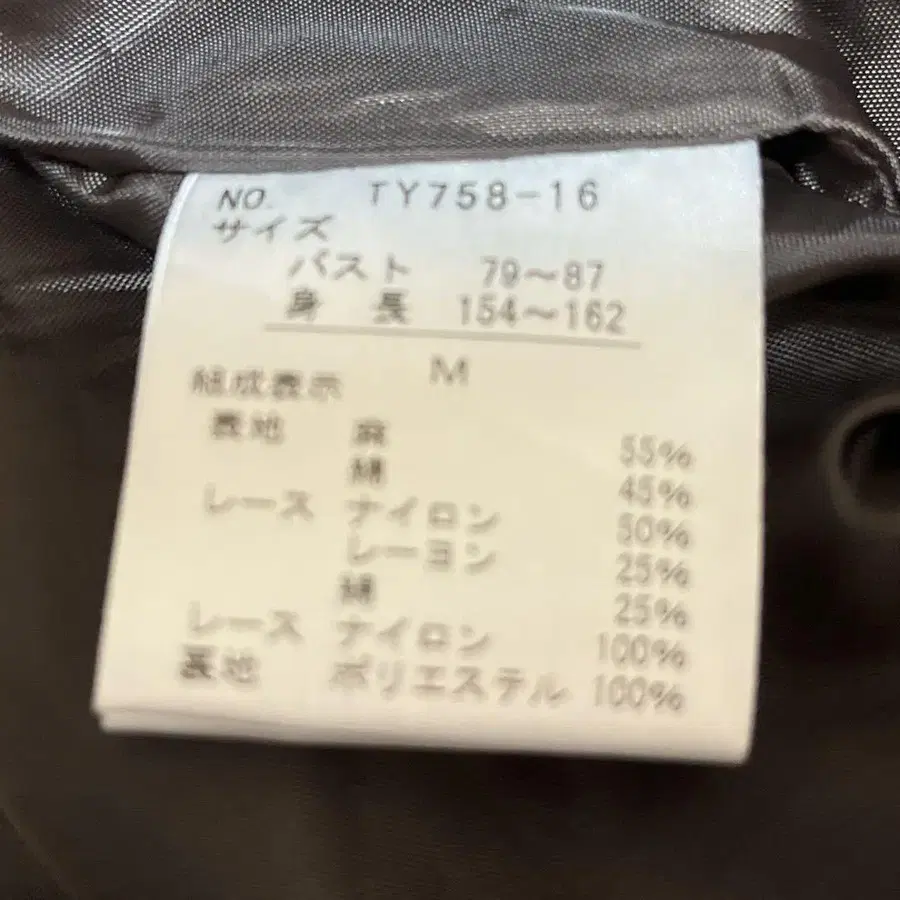 NO. TY758-16
サイズ
バスト 79～87
身長 154～162
M
組成表示
表地 麻 55%
綿 45%
レース ナイロン 50%
レーヨン 25%
綿 25%
レース ナイロン 100%
裏地 ポリエステル 100%